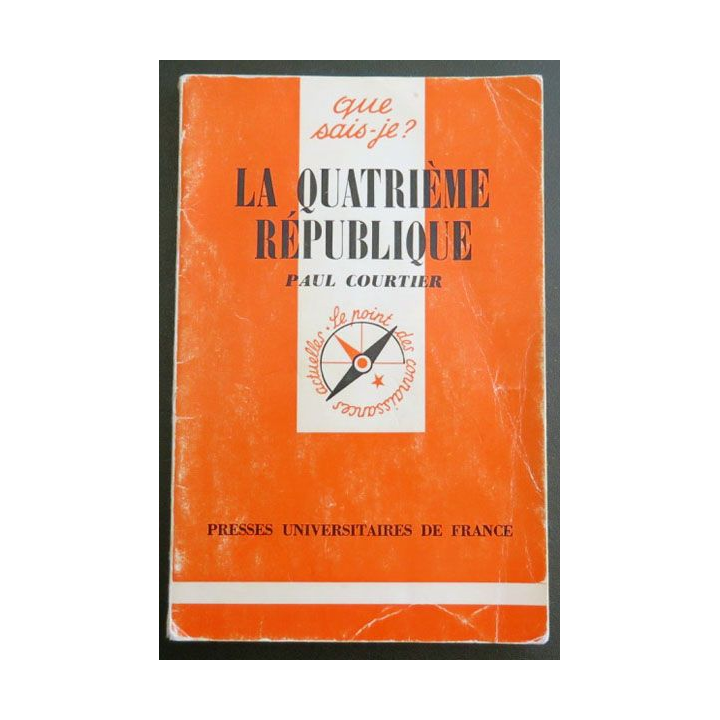 que
sais-je?
LA QUATRIÈME
RÉPUBLIQUE
PAUL COURTIER
Le point des connaissances actuelles.
PRESSES UNIVERSITAIRES DE FRANCE